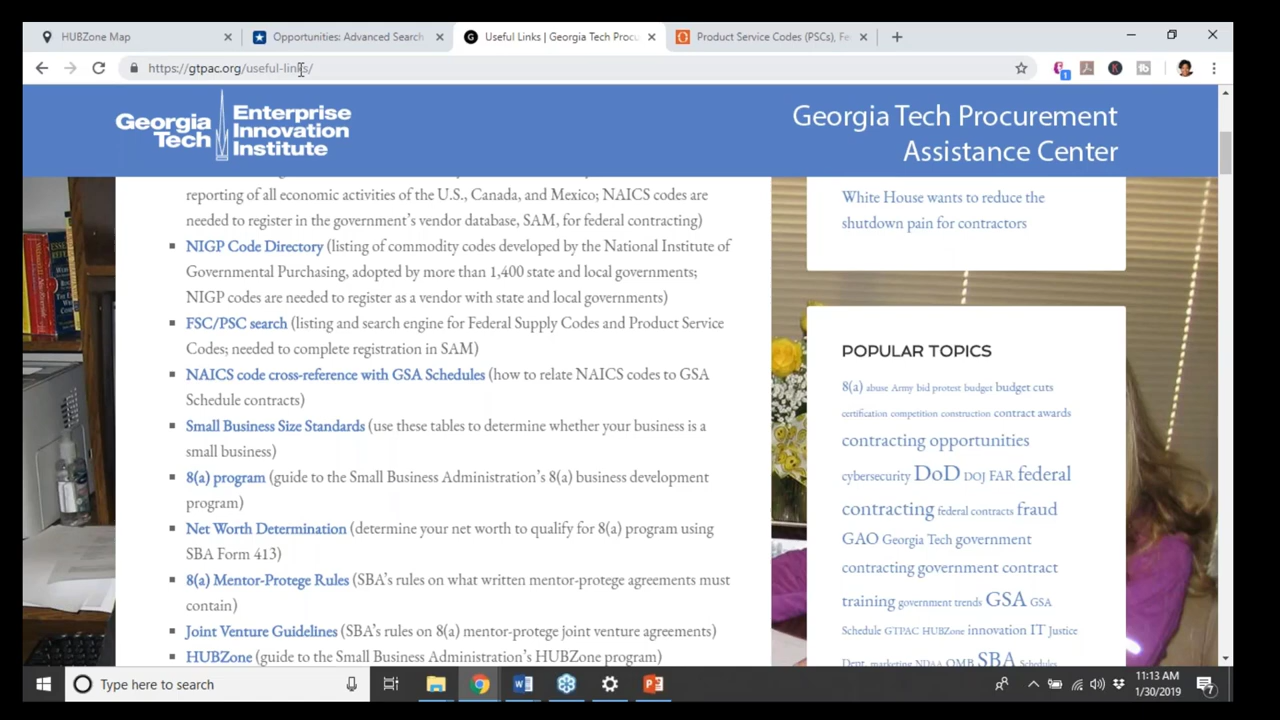 HUBZone Map
Opportunities: Advanced Search
Useful Links | Georgia Tech Procu
Product Service Codes (PSCs), Fe
https://gtpac.org/useful-links/
1
Georgia Tech
Enterprise Innovation Institute
Georgia Tech Procurement
Assistance Center
reporting of all economic activities of the U.S., Canada, and Mexico; NAICS codes are
needed to register in the government's vendor database, SAM, for federal contracting)
NIGP Code Directory (listing of commodity codes developed by the National Institute of
Governmental Purchasing, adopted by more than 1,400 state and local governments;
NIGP codes are needed to register as a vendor with state and local governments)
FSC/PSC search (listing and search engine for Federal Supply Codes and Product Service
Codes; needed to complete registration in SAM)
NAICS code cross-reference with GSA Schedules (how to relate NAICS codes to GSA
Schedule contracts)
Small Business Size Standards (use these tables to determine whether your business is a
small business)
8(a) program (guide to the Small Business Administration's 8(a) business development
program)
Net Worth Determination (determine your net worth to qualify for 8(a) program using
SBA Form 413)
8(a) Mentor-Protege Rules (SBA's rules on what written mentor-protege agreements must
contain)
Joint Venture Guidelines (SBA's rules on 8(a) mentor-protege joint venture agreements)
HUBZone (guide to the Small Business Administration's HUBZone program)
White House wants to reduce the
shutdown pain for contractors
POPULAR TOPICS
8(a) abuse Army bid protest budget budget cuts
certification competition construction contract awards
contracting opportunities
cybersecurity DoD DOJ FAR federal
contracting federal contracts fraud
GAO Georgia Tech government
contracting government contract
training government trends GSA GSA
Schedule GTPAC HUBZone innovation IT Justice
Dept. marketing NDAA OMB SBA Schedules
Type here to search
11:13 AM
1/30/2019
7